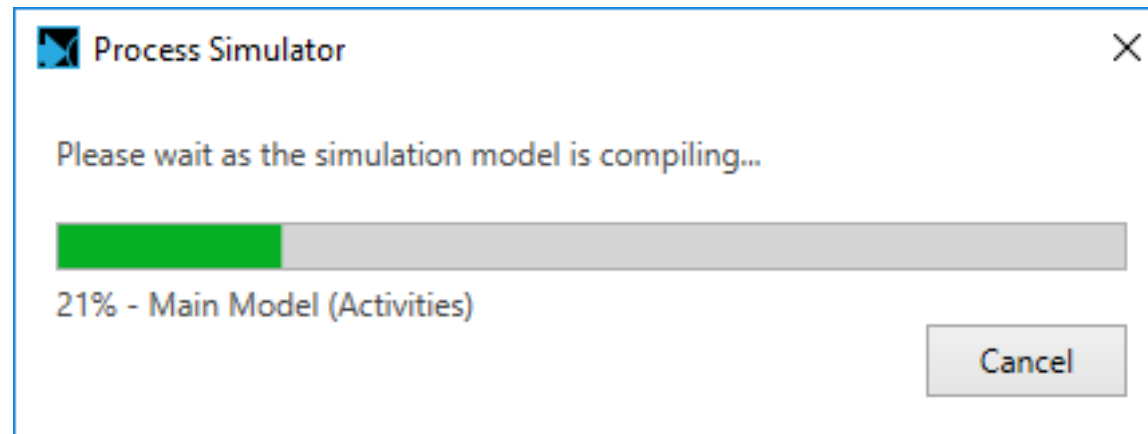 Process Simulator
Please wait as the simulation model is compiling...
21% - Main Model (Activities)
Cancel